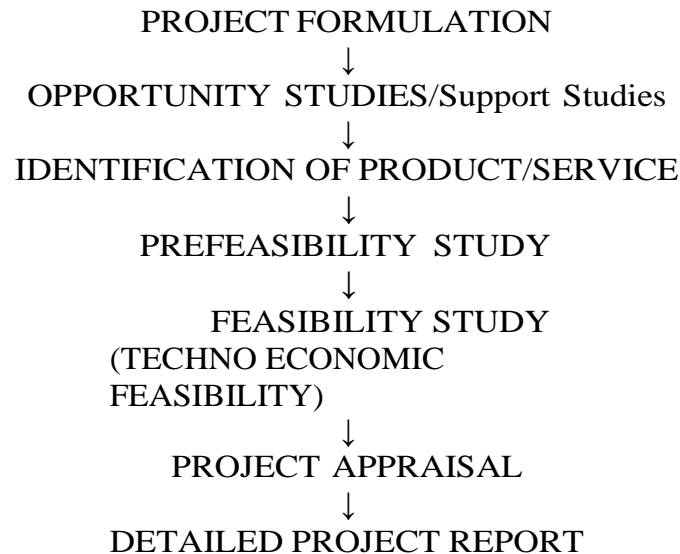 PROJECT FORMULATION
↓
OPPORTUNITY STUDIES/Support Studies
↓
IDENTIFICATION OF PRODUCT/SERVICE
↓
PREFEASIBILITY STUDY
↓
FEASIBILITY STUDY
(TECHNO ECONOMIC
FEASIBILITY)
↓
PROJECT APPRAISAL
↓
DETAILED PROJECT REPORT